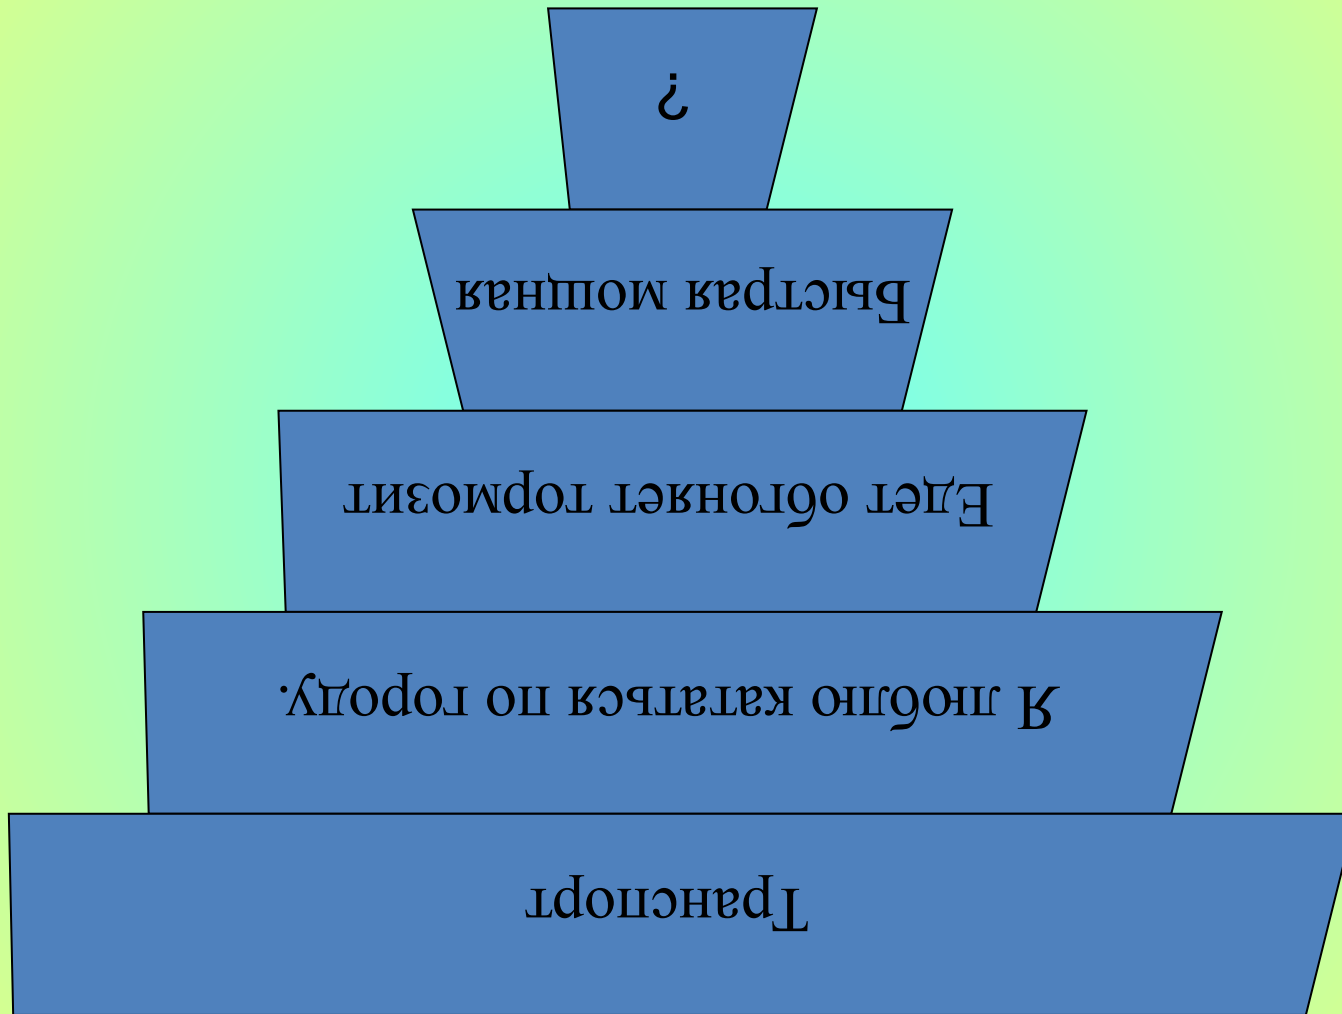 ?
Быстрая мощная
Едет обгоняет тормозит
Я люблю кататься по городу.
Транспорт